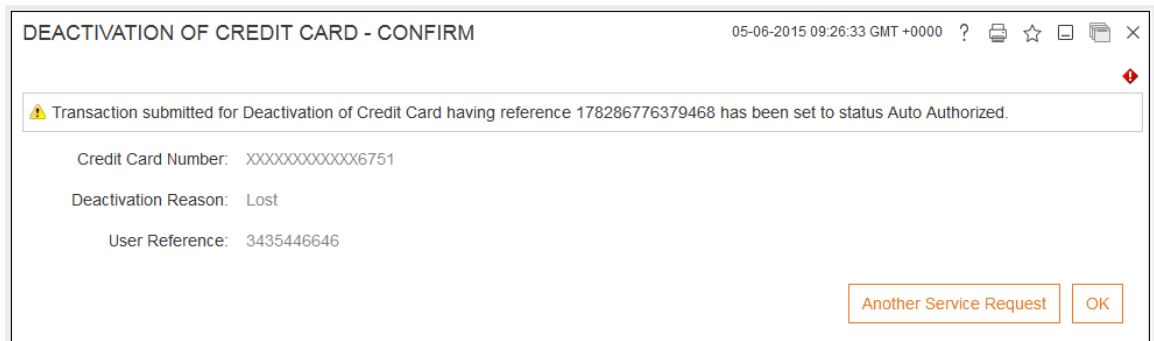 DEACTIVATION OF CREDIT CARD - CONFIRM
05-06-2015 09:26:33 GMT +0000 ?
Transaction submitted for Deactivation of Credit Card having reference 178286776379468 has been set to status Auto Authorized.
Credit Card Number: XXXXXXXXXXXX6751
Deactivation Reason: Lost
User Reference: 3435446646
Another Service Request OK